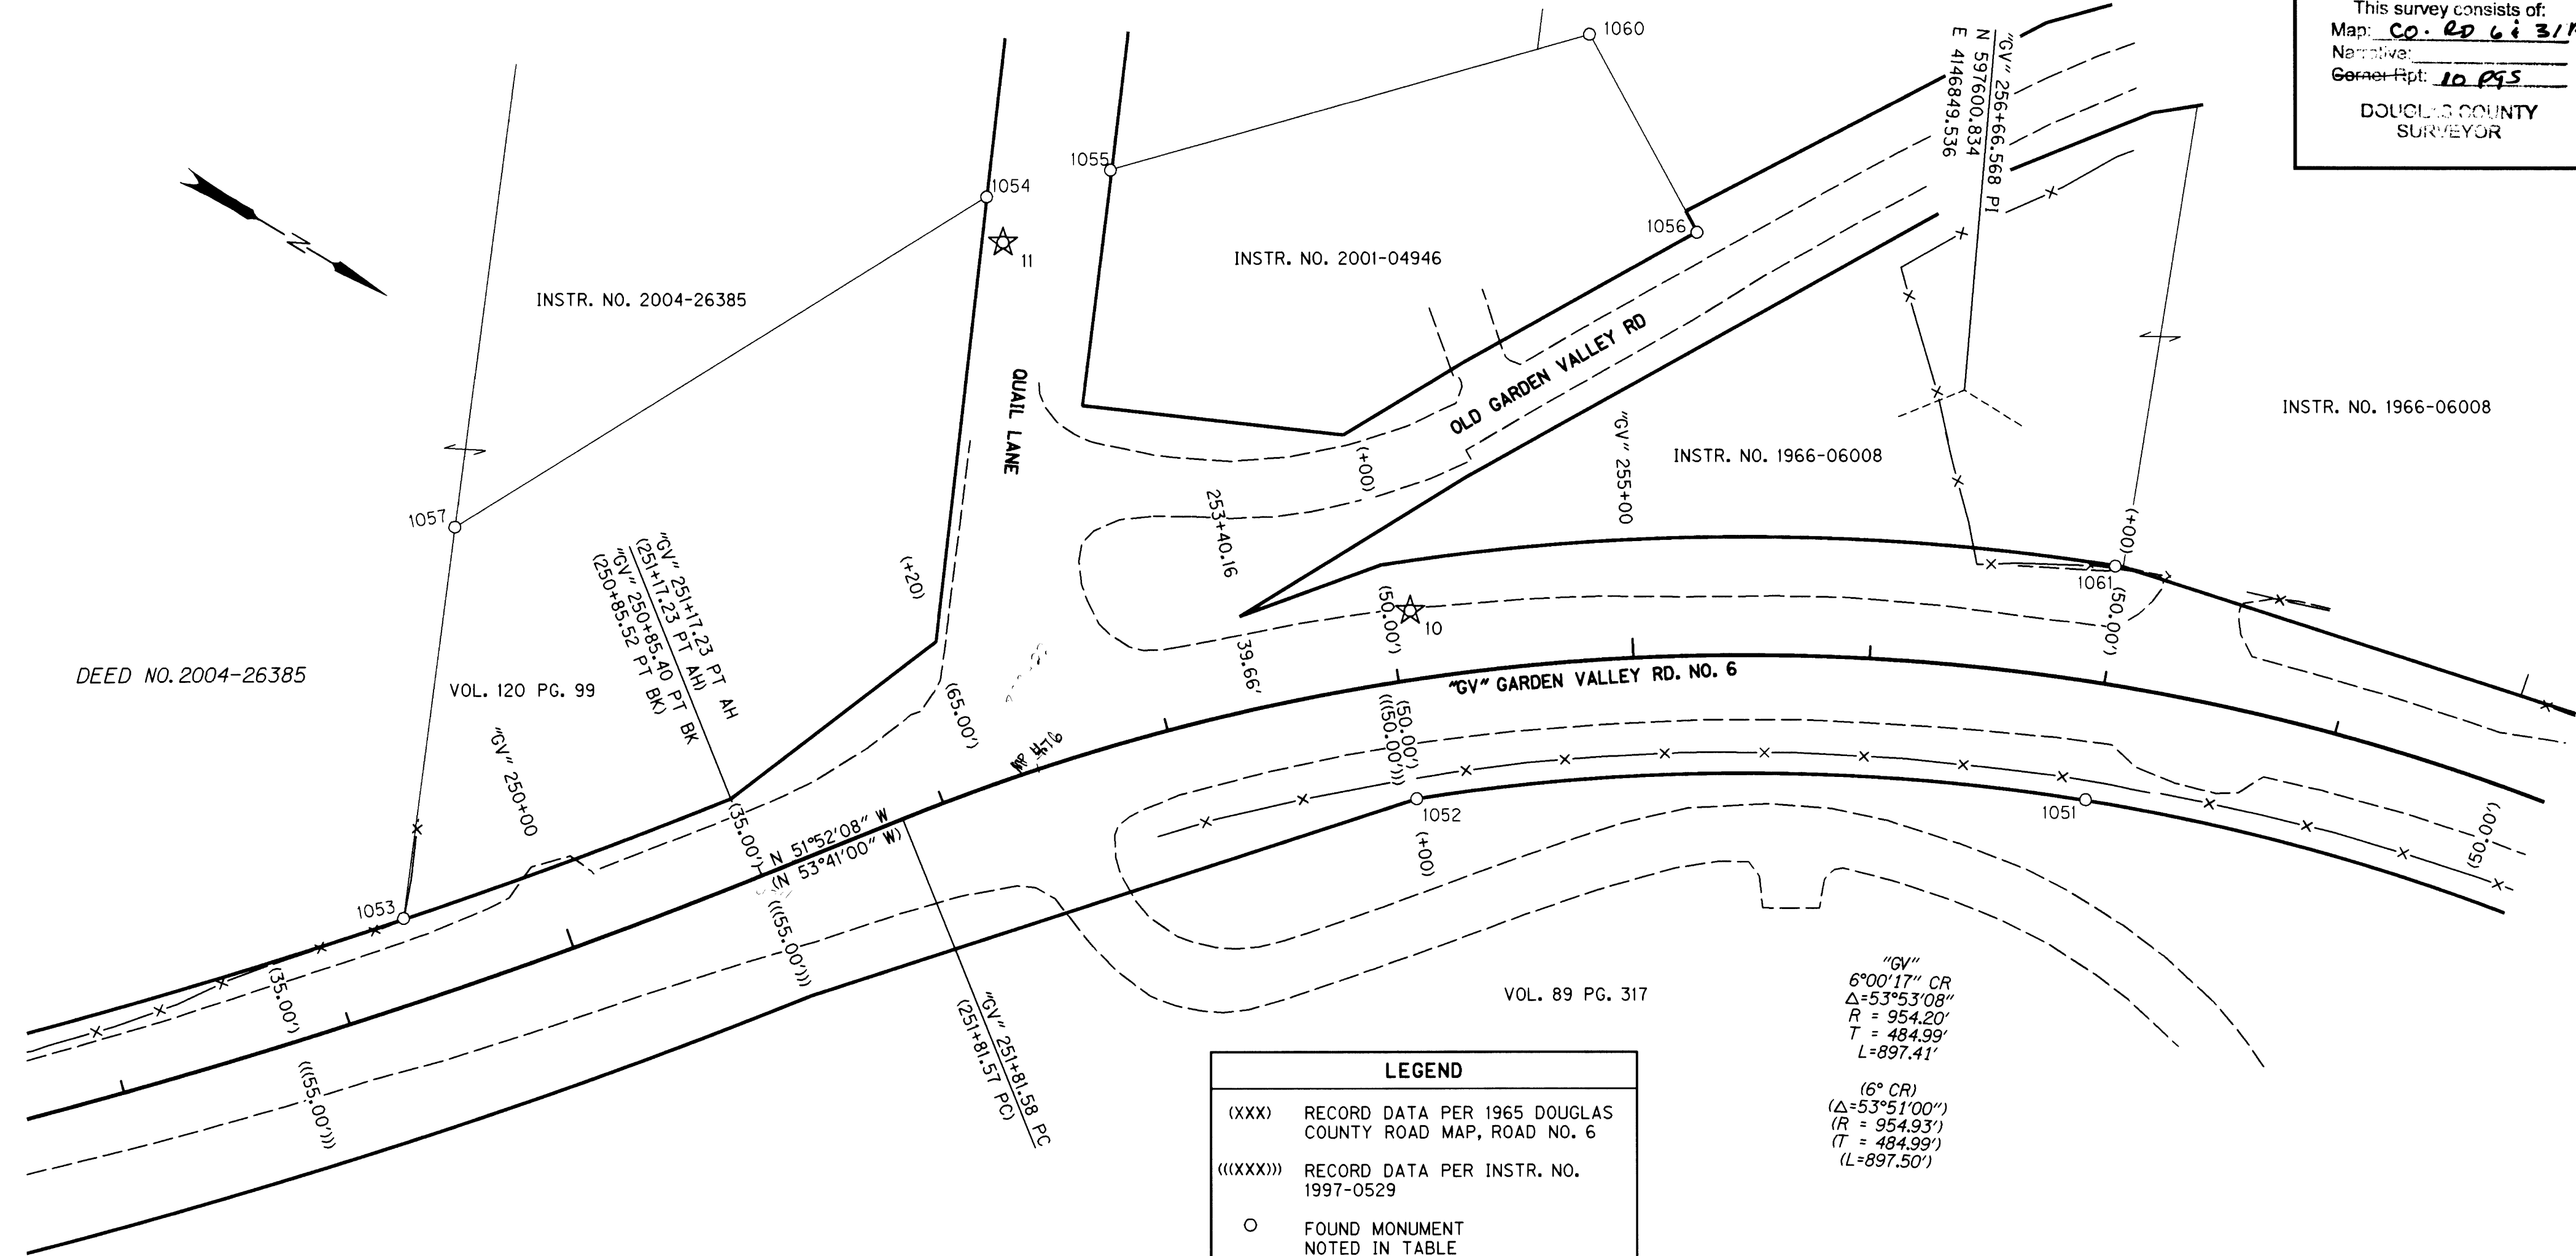 This survey consists of:
Map: CO. RD 6 & 31A
Narrative:
Corner Rpt: 10 PGS
DOUGLAS COUNTY
SURVEYOR
1060
"GV" 256+66.568 PI
N 597600.834
E 4146849.536
1055
1054
11
1056
N
INSTR. NO. 2001-04946
INSTR. NO. 2004-26385
QUAIL LANE
OLD GARDEN VALLEY RD
INSTR. NO. 1966-06008
INSTR. NO. 1966-06008
"GV" 255+00
(+00)
253+40.16
1057
(+00)
1061
(50.00')
(+20)
"GV" 251+17.23 PT AH
(251+17.23 PT AH)
"GV" 250+85.40 PT BK
(250+85.52 PT BK)
(50.00')
10
39.66'
DEED NO. 2004-26385
VOL. 120 PG. 99
(65.00')
"GV" GARDEN VALLEY RD. NO. 6
"GV" 250+00
MP
(50.00')
(((50.00')))
1052
1051
(50.00')
(35.00')
N 51°52'08" W
(N 53°41'00" W)
(+00)
1053
(((55.00')))
(35.00')
(((55.00')))
"GV" 251+81.58 PC
(251+81.57 PC)
VOL. 89 PG. 317
"GV"
6°00'17" CR
Δ=53°53'08"
R = 954.20'
T = 484.99'
L=897.41'
(6° CR)
(Δ=53°51'00")
(R = 954.93')
(T = 484.99')
(L=897.50')
LEGEND
(XXX) RECORD DATA PER 1965 DOUGLAS
COUNTY ROAD MAP, ROAD NO. 6
(((XXX))) RECORD DATA PER INSTR. NO.
1997-0529
FOUND MONUMENT
NOTED IN TABLE